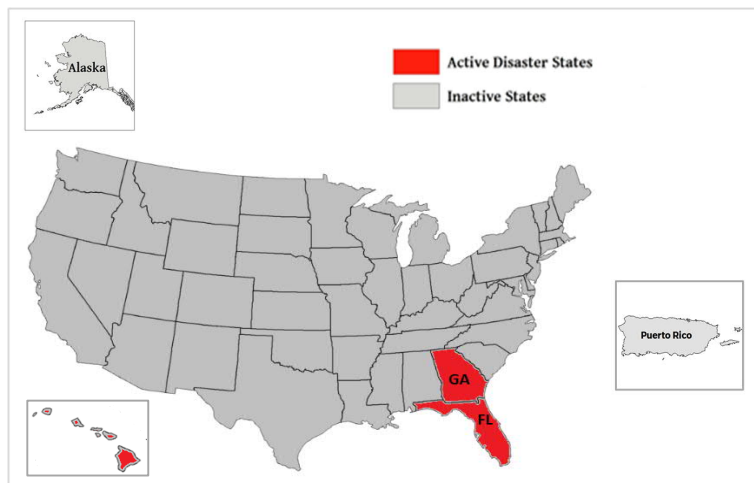 Alaska
Active Disaster States
Inactive States
Puerto Rico
GA
FL